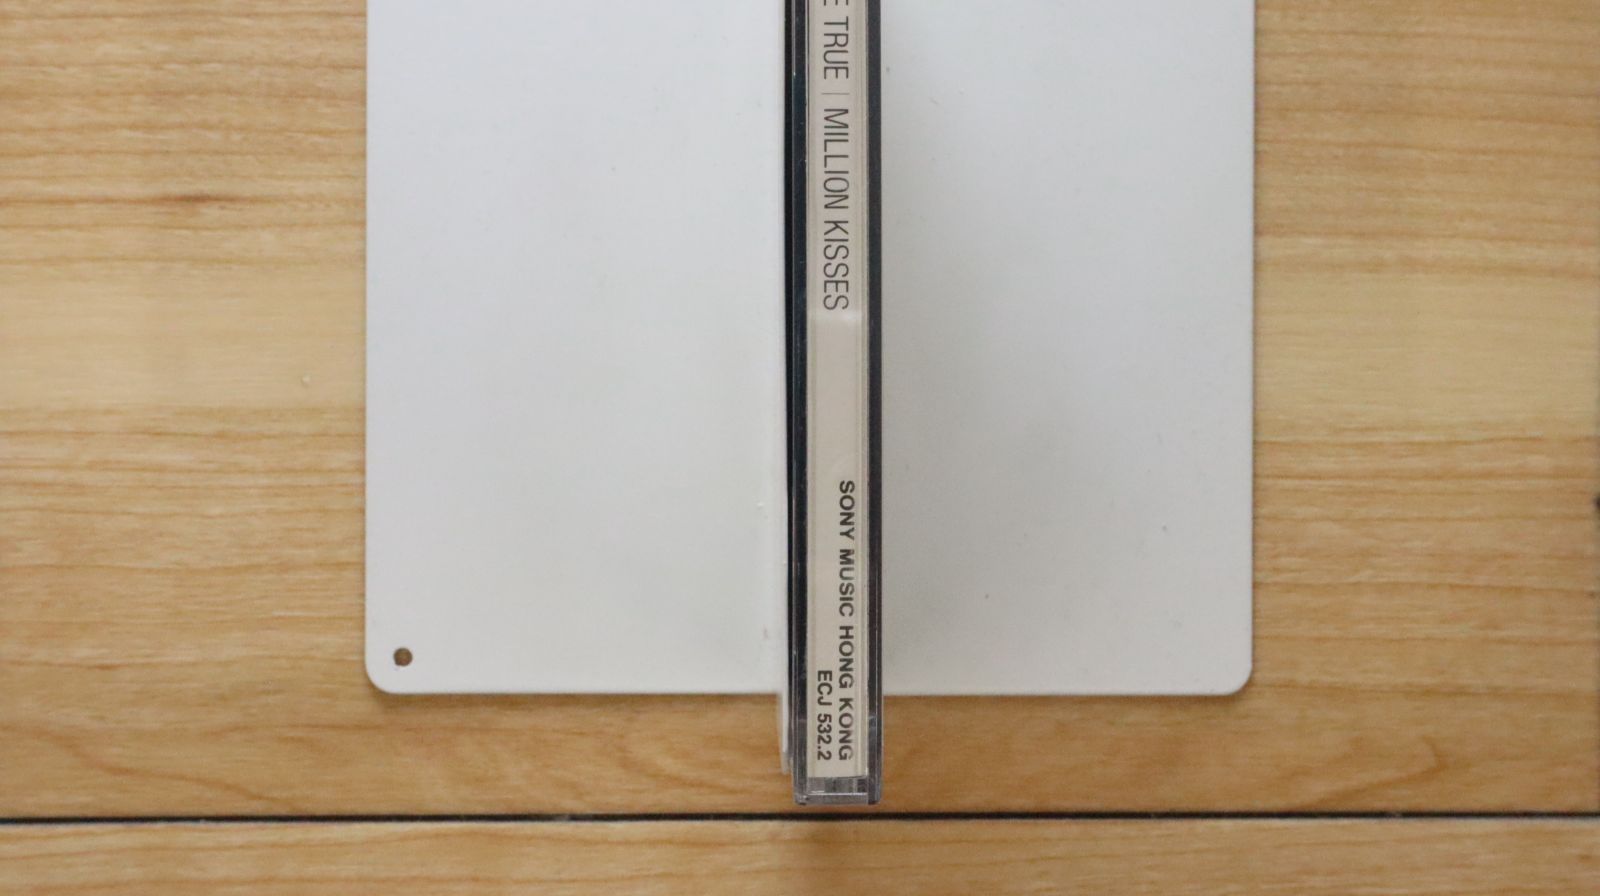 TRUE | MILLION KISSES
SONY MUSIC HONG KONG
ECJ 532.2